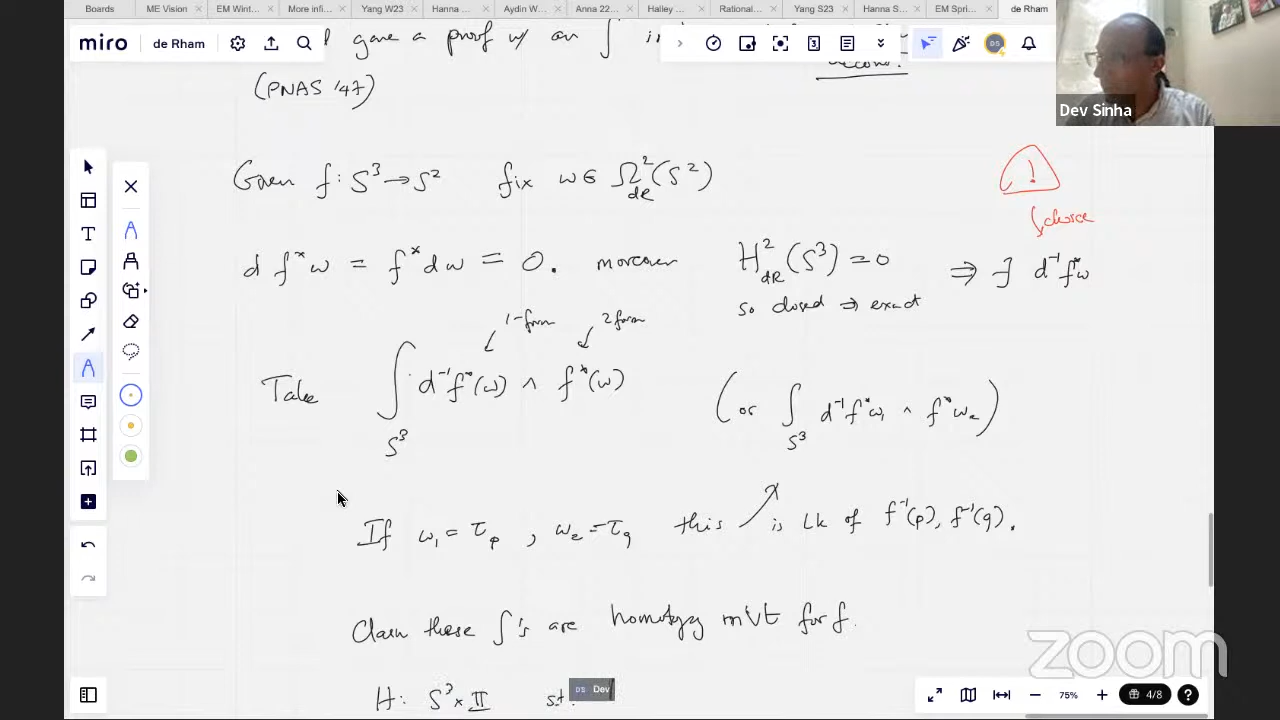 Boards ME Vision EM Wint... More infi... Yang W23 Hanna ... Aydin W... Anna 22... Halley ... Rational... Yang S23 Hanna S... EM Spri... de Rham
miro de Rham
gave a proof w/ an ∫
(PNAS '47)
Dev Sinha
Given f: S³ → S² fix ω ∈ Ω²_dR(S²)
!
choice
d f*ω = f*dω = 0. moreover H²_dR(S³) = 0 ⇒ ∃ d⁻¹f*ω
so closed ⇒ exact
1-form 2 form
Take ∫_S³ d⁻¹f*(ω) ∧ f*(ω) (or ∫_S³ d⁻¹f*ω₁ ∧ f*ω₂)
If ω₁ = τ_p , ω₂ = τ_q this is Lk of f⁻¹(p), f⁻¹(q).
Claim these ∫'s are homotopy invt for f.
H: S³ × I s.t.
DS Dev
zoom
75% 4/8 ?